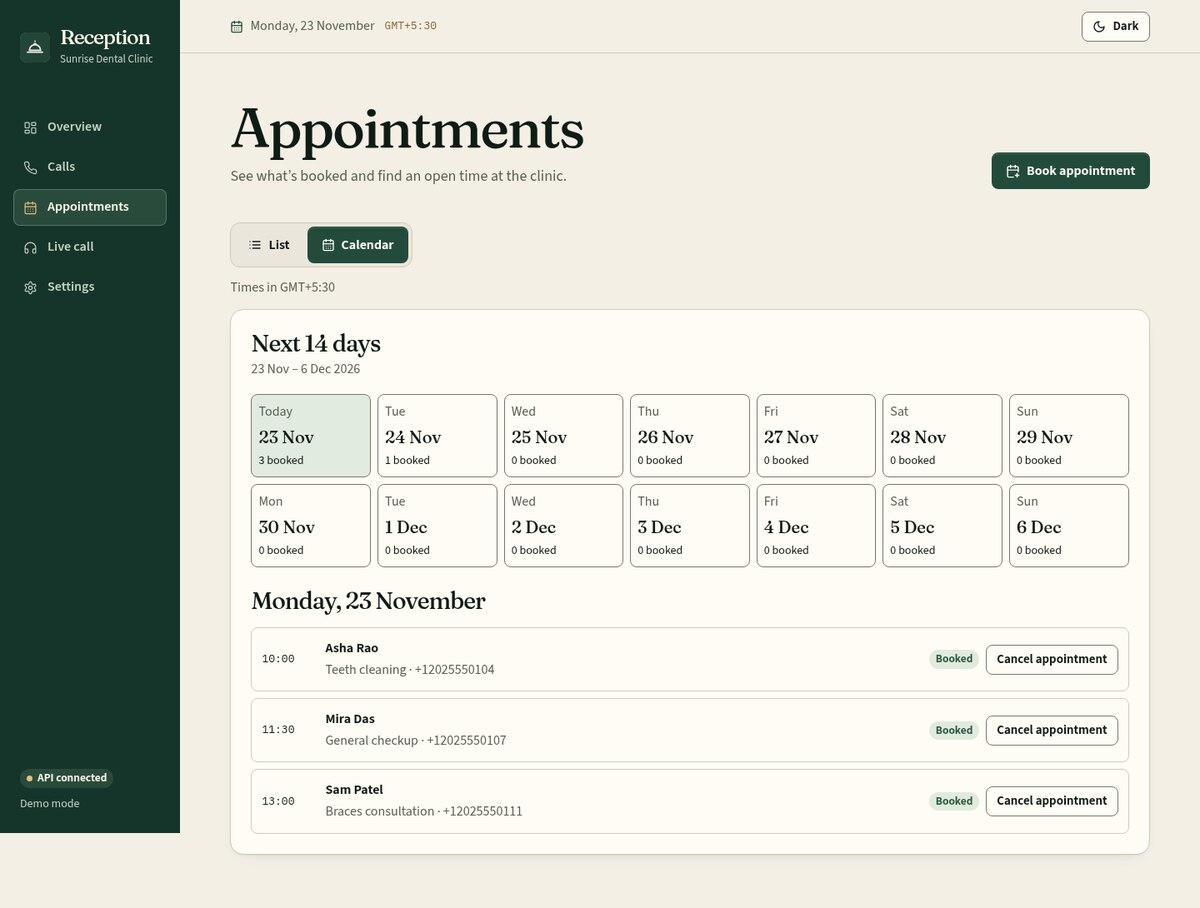 Reception
Sunrise Dental Clinic
Overview
Calls
Appointments
Live call
Settings
API connected
Demo mode
Monday, 23 November GMT+5:30
Dark
Appointments
See what’s booked and find an open time at the clinic.
Book appointment
List Calendar
Times in GMT+5:30
Next 14 days
23 Nov – 6 Dec 2026
Today Tue Wed Thu Fri Sat Sun
23 Nov 24 Nov 25 Nov 26 Nov 27 Nov 28 Nov 29 Nov
3 booked 1 booked 0 booked 0 booked 0 booked 0 booked 0 booked
Mon Tue Wed Thu Fri Sat Sun
30 Nov 1 Dec 2 Dec 3 Dec 4 Dec 5 Dec 6 Dec
0 booked 0 booked 0 booked 0 booked 0 booked 0 booked 0 booked
Monday, 23 November
10:00 Asha Rao Booked Cancel appointment
Teeth cleaning · +12025550104
11:30 Mira Das Booked Cancel appointment
General checkup · +12025550107
13:00 Sam Patel Booked Cancel appointment
Braces consultation · +12025550111